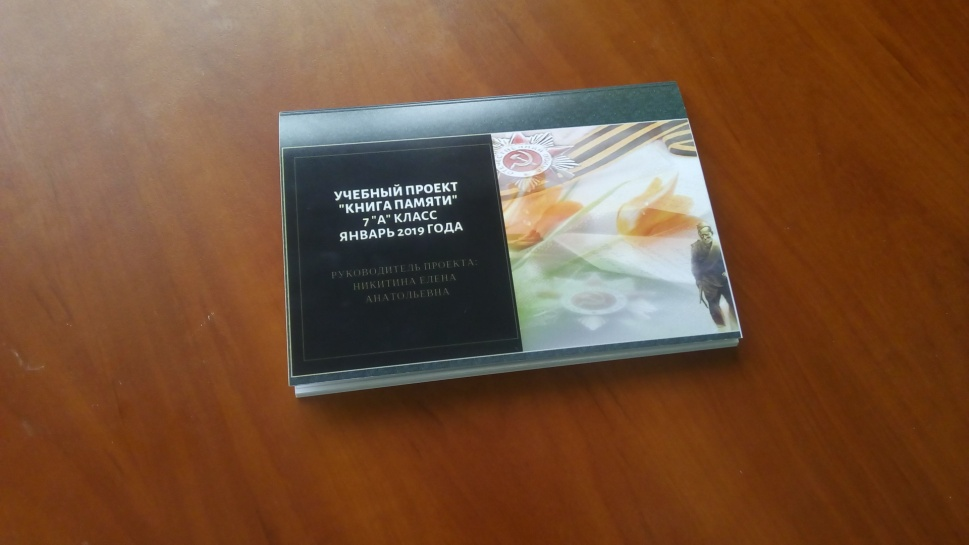 УЧЕБНЫЙ ПРОЕКТ
"КНИГА ПАМЯТИ"
7 "А" КЛАСС
ЯНВАРЬ 2019 ГОДА
РУКОВОДИТЕЛЬ ПРОЕКТА:
НИКИТИНА ЕЛЕНА
АНАТОЛЬЕВНА